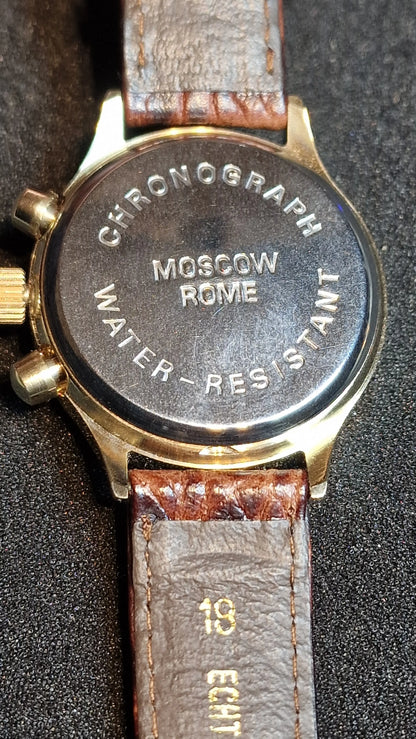 CHRONOGRAPH
MOSCOW
ROME
WATER-RESISTANT
19
ECHT